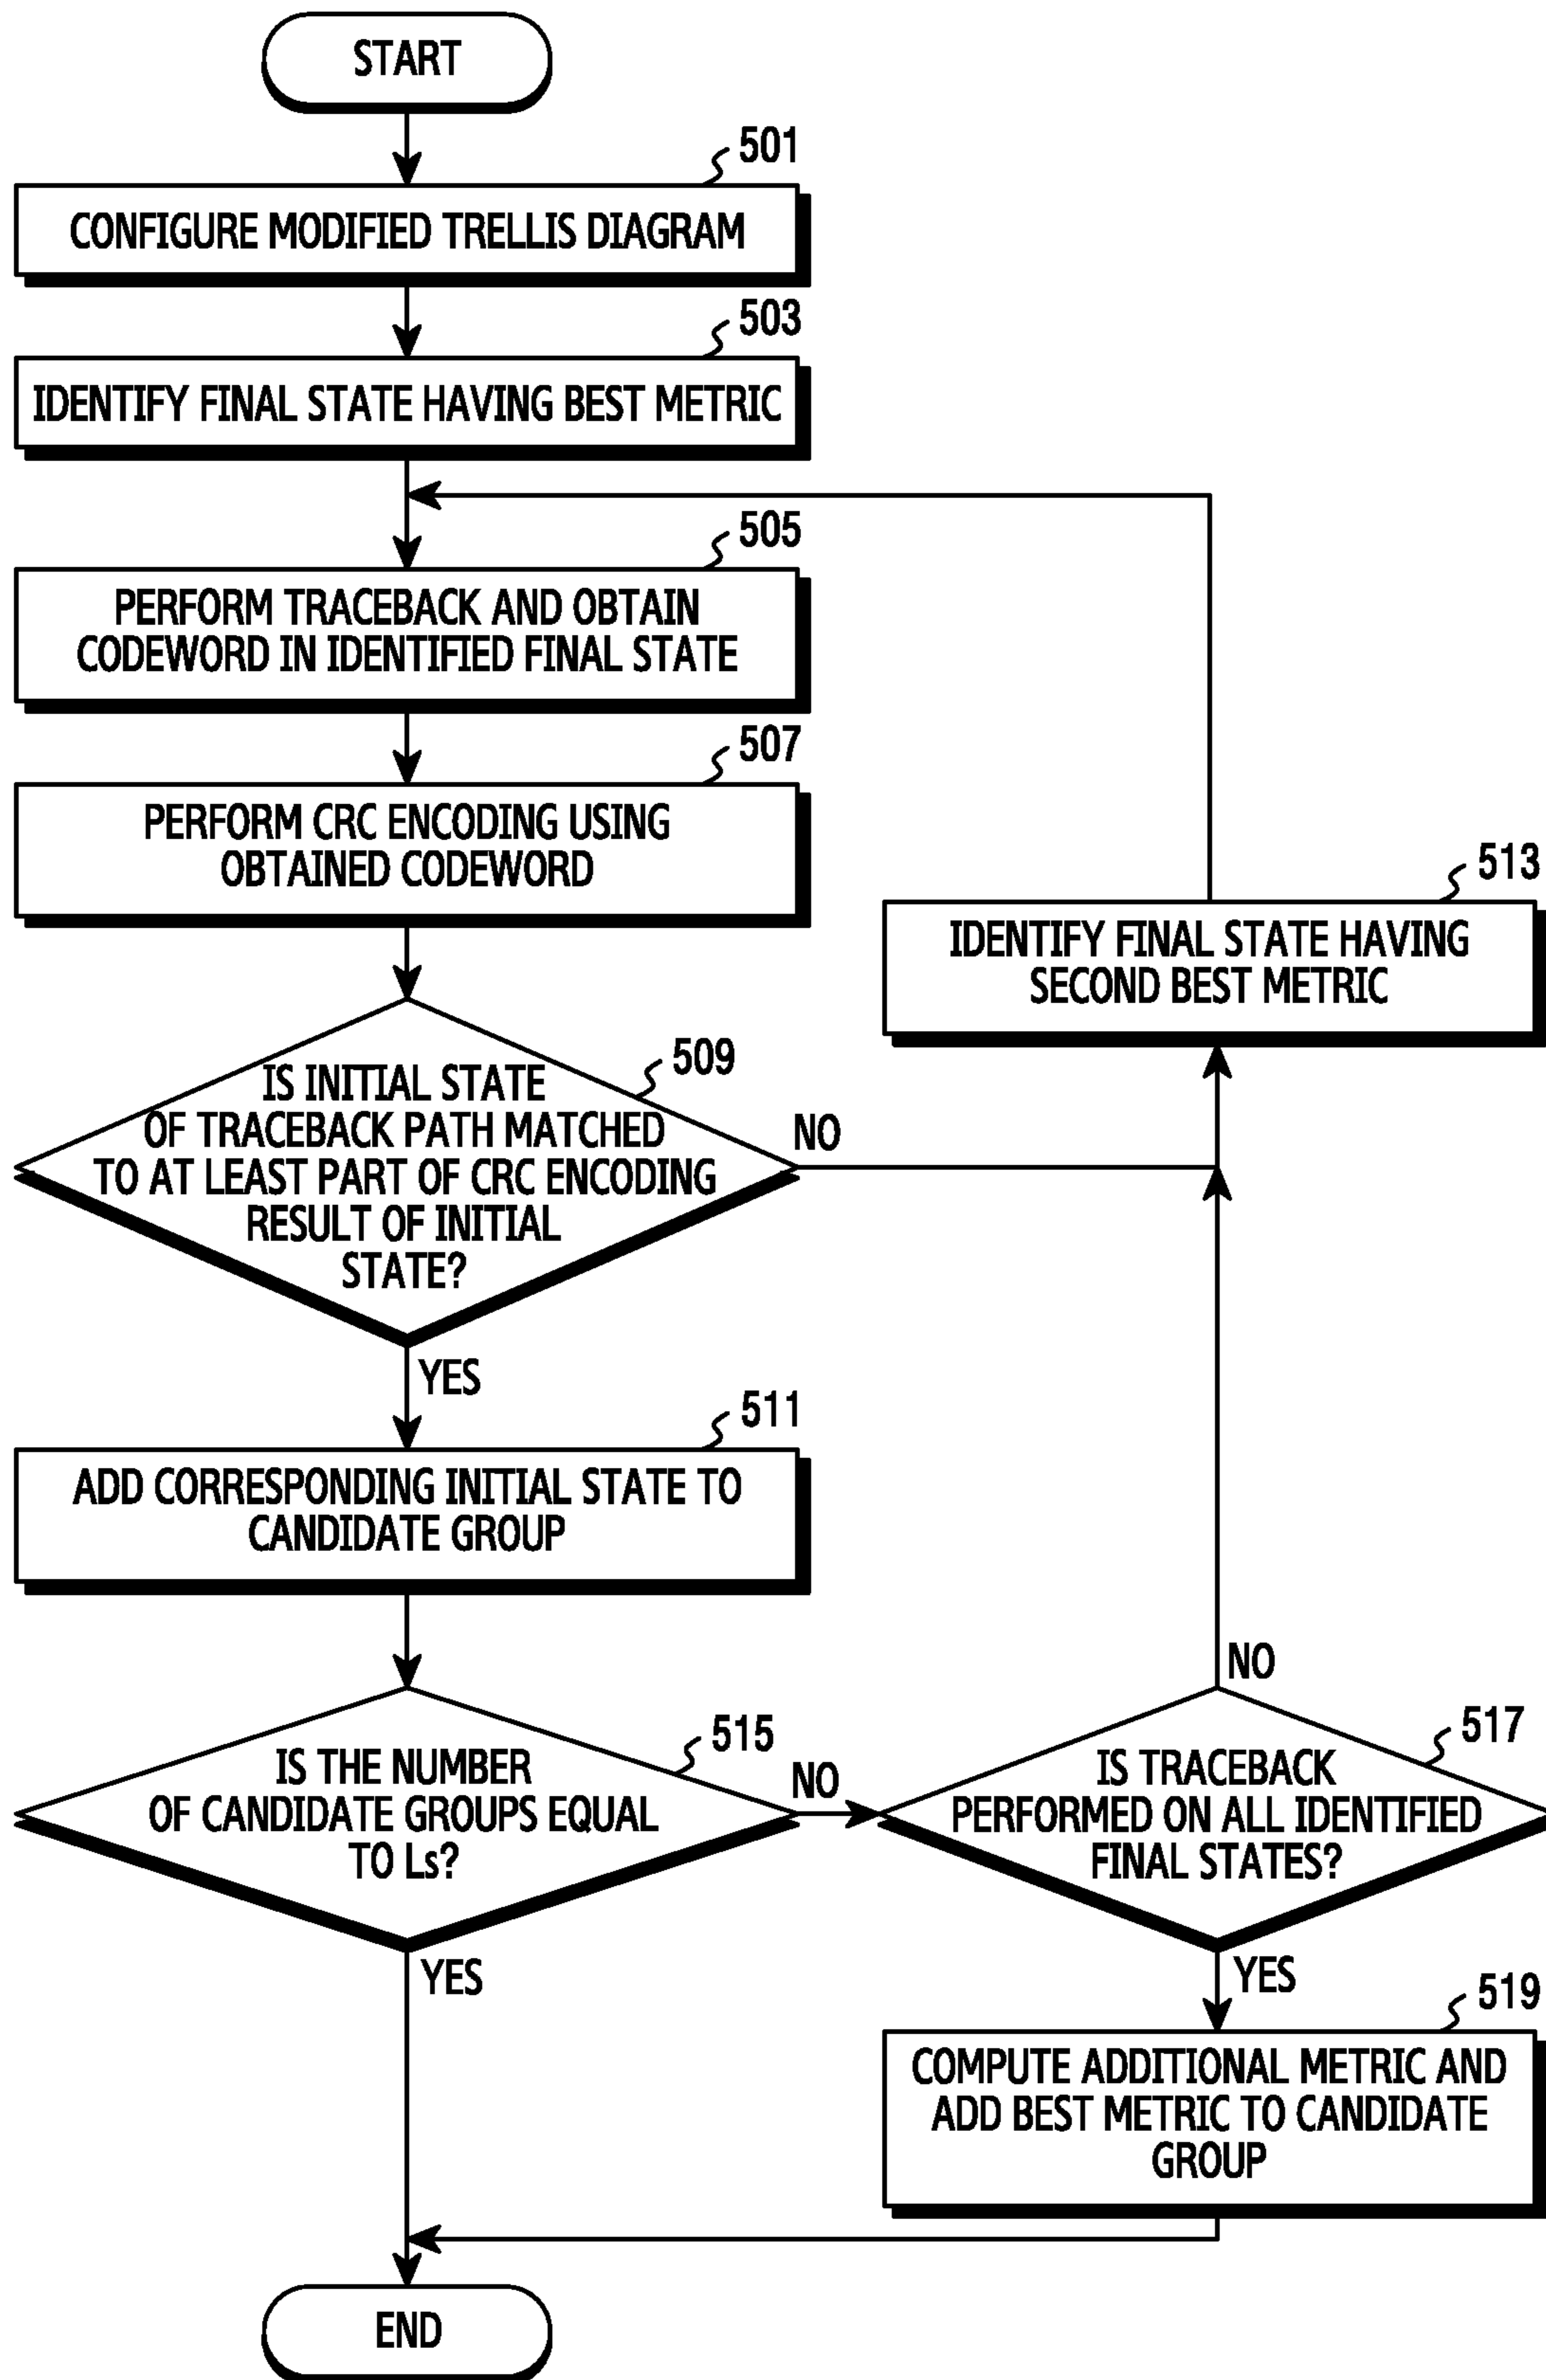 START
501
CONFIGURE MODIFIED TRELLIS DIAGRAM
503
IDENTIFY FINAL STATE HAVING BEST METRIC
505
PERFORM TRACEBACK AND OBTAIN
CODEWORD IN IDENTIFIED FINAL STATE
507
PERFORM CRC ENCODING USING
OBTAINED CODEWORD
513
IDENTIFY FINAL STATE HAVING
SECOND BEST METRIC
509
IS INITIAL STATE
OF TRACEBACK PATH MATCHED
TO AT LEAST PART OF CRC ENCODING
RESULT OF INITIAL
STATE?
NO
YES
511
ADD CORRESPONDING INITIAL STATE TO
CANDIDATE GROUP
515
IS THE NUMBER
OF CANDIDATE GROUPS EQUAL
TO Ls?
NO
YES
517
IS TRACEBACK
PERFORMED ON ALL IDENTIFIED
FINAL STATES?
NO
YES
519
COMPUTE ADDITIONAL METRIC AND
ADD BEST METRIC TO CANDIDATE
GROUP
END